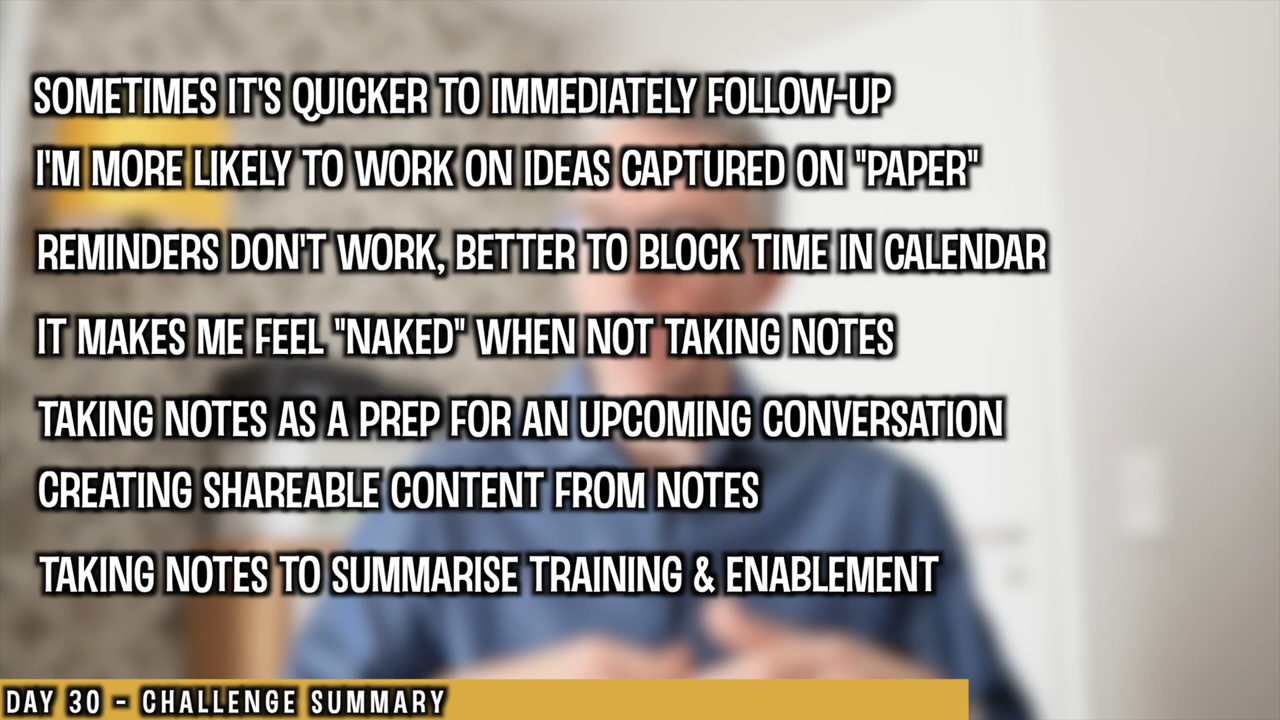 SOMETIMES IT'S QUICKER TO IMMEDIATELY FOLLOW-UP
I'M MORE LIKELY TO WORK ON IDEAS CAPTURED ON "PAPER"
REMINDERS DON'T WORK, BETTER TO BLOCK TIME IN CALENDAR
IT MAKES ME FEEL "NAKED" WHEN NOT TAKING NOTES
TAKING NOTES AS A PREP FOR AN UPCOMING CONVERSATION
CREATING SHAREABLE CONTENT FROM NOTES
TAKING NOTES TO SUMMARISE TRAINING & ENABLEMENT
DAY 30 - CHALLENGE SUMMARY